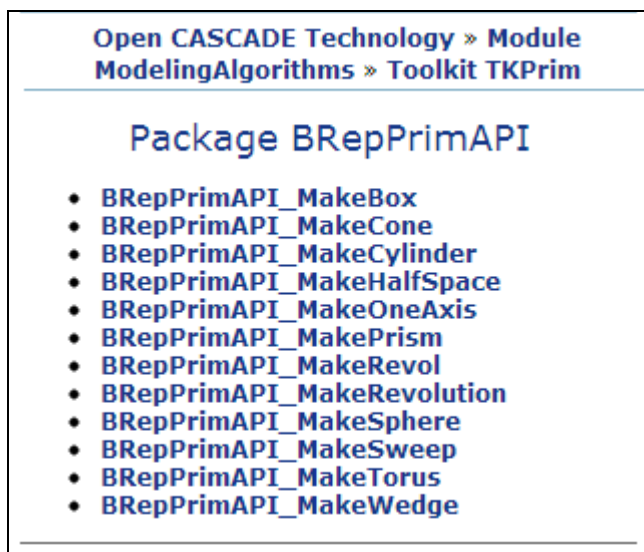 Open CASCADE Technology » Module
ModelingAlgorithms » Toolkit TKPrim
Package BRepPrimAPI
• BRepPrimAPI_MakeBox
• BRepPrimAPI_MakeCone
• BRepPrimAPI_MakeCylinder
• BRepPrimAPI_MakeHalfSpace
• BRepPrimAPI_MakeOneAxis
• BRepPrimAPI_MakePrism
• BRepPrimAPI_MakeRevol
• BRepPrimAPI_MakeRevolution
• BRepPrimAPI_MakeSphere
• BRepPrimAPI_MakeSweep
• BRepPrimAPI_MakeTorus
• BRepPrimAPI_MakeWedge